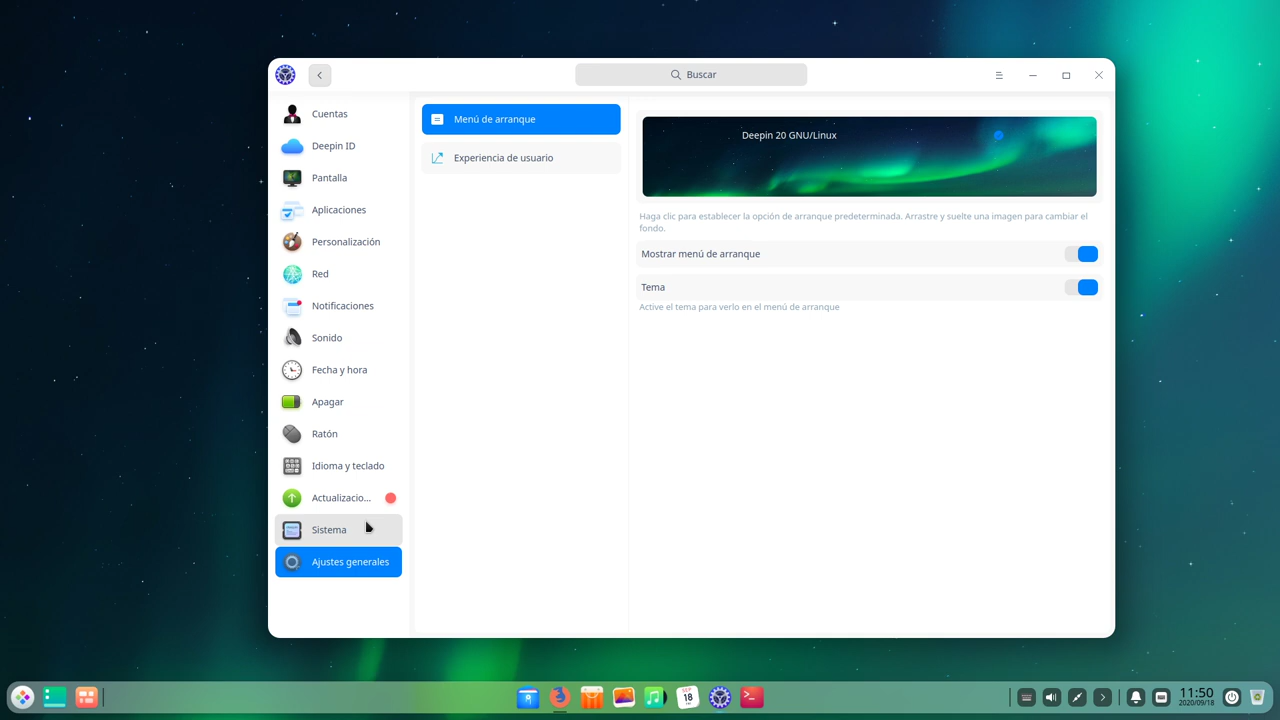 Buscar
Cuentas
Deepin ID
Pantalla
Aplicaciones
Personalización
Red
Notificaciones
Sonido
Fecha y hora
Apagar
Ratón
Idioma y teclado
Actualizacio...
Sistema
Ajustes generales
Menú de arranque
Experiencia de usuario
Deepin 20 GNU/Linux
Haga clic para establecer la opción de arranque predeterminada. Arrastre y suelte una imagen para cambiar el
fondo.
Mostrar menú de arranque
Tema
Active el tema para verlo en el menú de arranque
SEP
18
11:50
2020/09/18